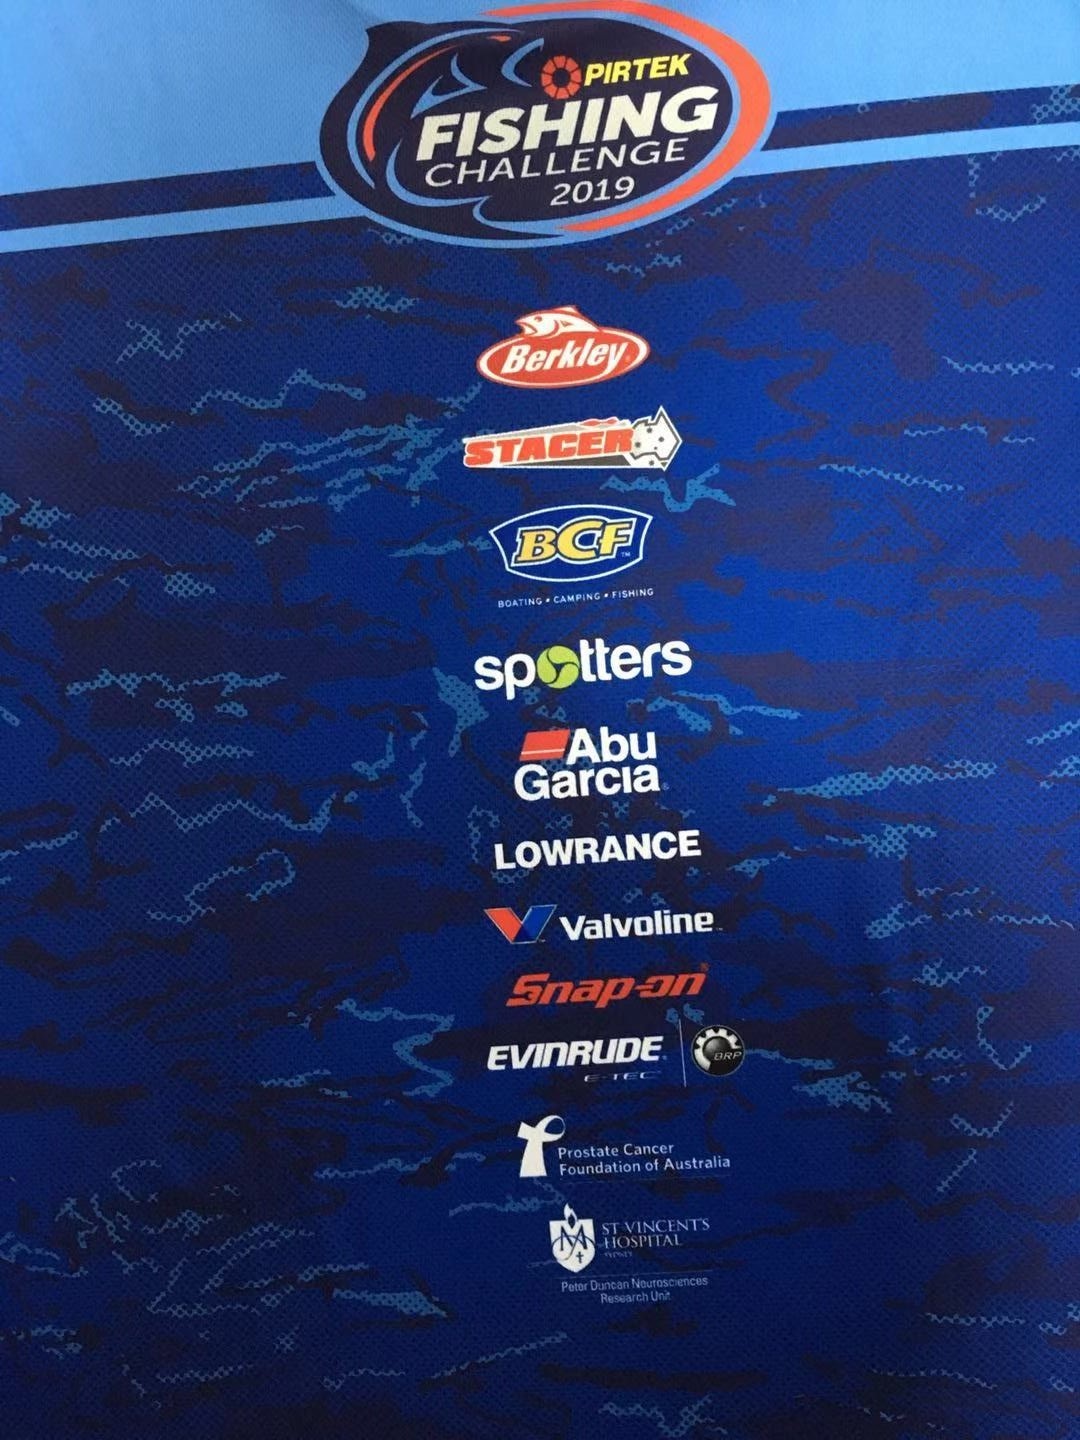 PIRTEK
FISHING
CHALLENGE
2019
Berkley
STACER
BCF
BOATING • CAMPING • FISHING
spotters
Abu
Garcia
LOWRANCE
Valvoline
Snap-on
EVINRUDE
E-TEC
BRP
Prostate Cancer
Foundation of Australia
ST VINCENT'S
HOSPITAL
SYDNEY
Peter Duncan Neurosciences
Research Unit